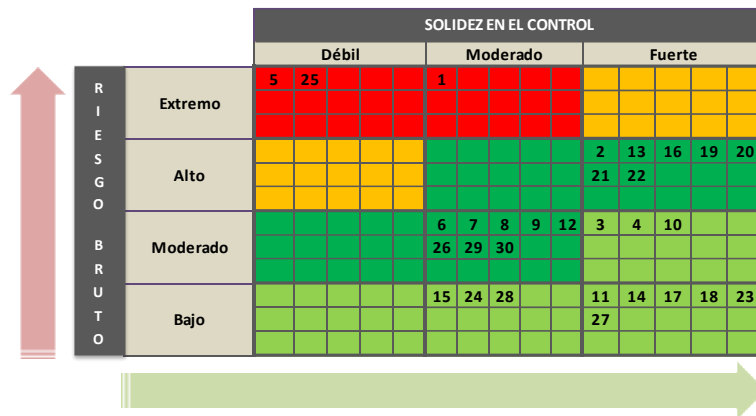 SOLIDEZ EN EL CONTROL
Débil Moderado Fuerte
RIESGO BRUTO
Extremo 5 25 1
Alto 2 13 16 19 20
21 22
Moderado 6 7 8 9 12 3 4 10
26 29 30
Bajo 15 24 28 11 14 17 18 23
27